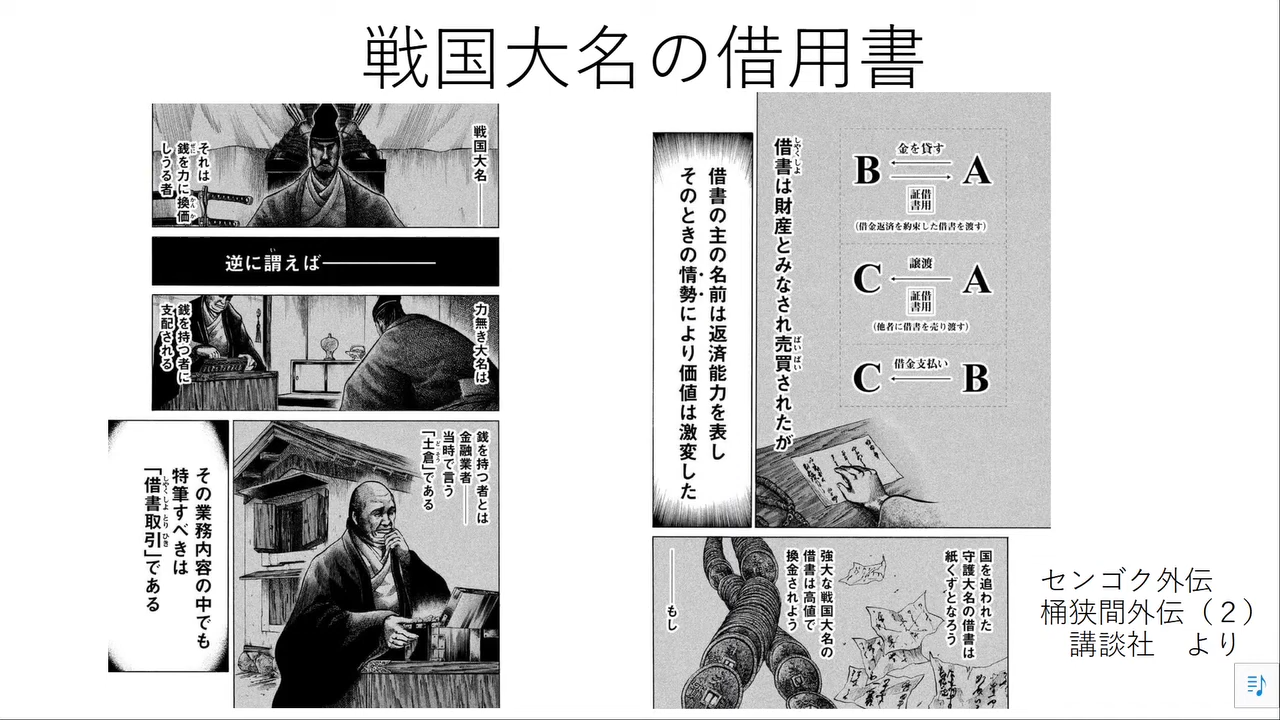 戦国大名の借用書
戦国大名――
それは
銭を力に換価
しうる者
逆に謂えば――――
力無き大名は
銭を持つ者に
支配される
銭を持つ者とは
金融業者――
当時で言う
「土倉」である
その業務内容の中でも
特筆すべきは
「借書取引」である
B 金を貸す A
借用
証書
(借金返済を約束した借書を渡す)
C 譲渡 A
借用
証書
(他者に借書を売り渡す)
C 借金支払い B
借書は財産とみなされ売買されたが
借書の主の名前は返済能力を表し
そのときの情勢により価値は激変した
国を追われた
守護大名の借書は
紙くずとなろう
強大な戦国大名の
借書は高値で
換金されよう
――もし
センゴク外伝
桶狭間外伝（２）
講談社　より